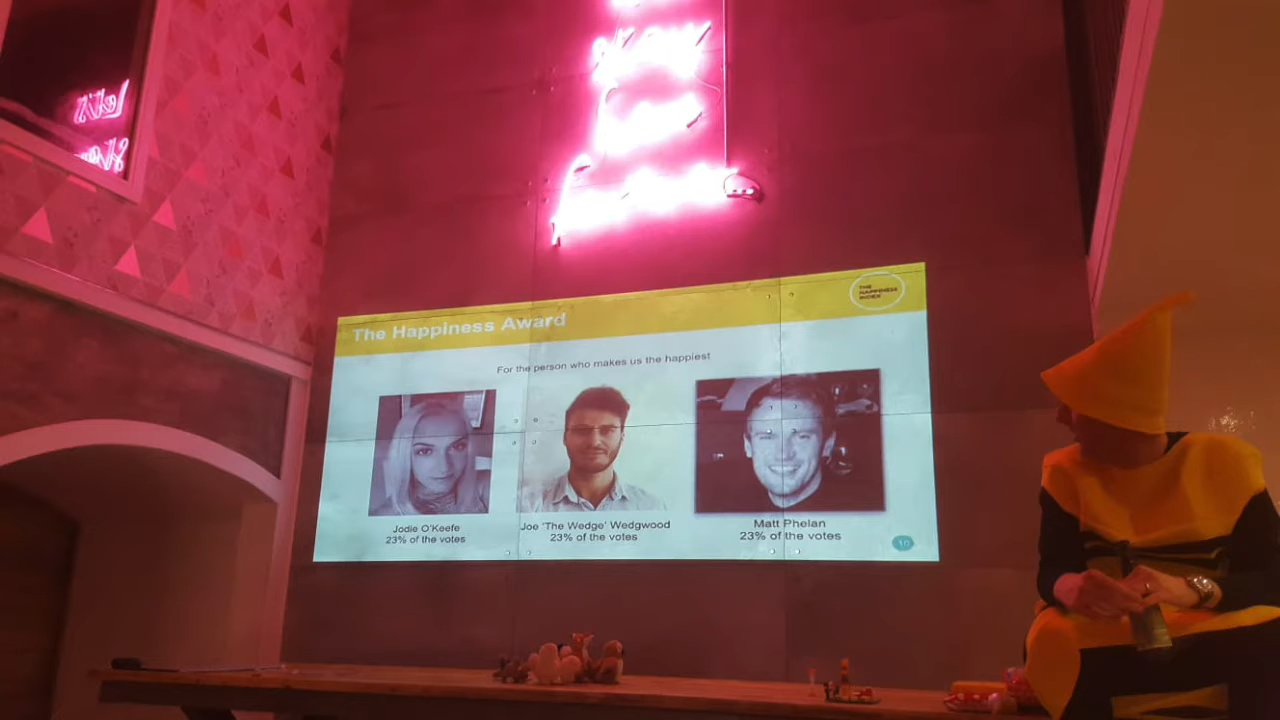 Let's
The Happiness Award
THE
HAPPINESS
INDEX
For the person who makes us the happiest
Jodie O'Keefe
23% of the votes
Joe 'The Wedge' Wedgwood
23% of the votes
Matt Phelan
23% of the votes
10